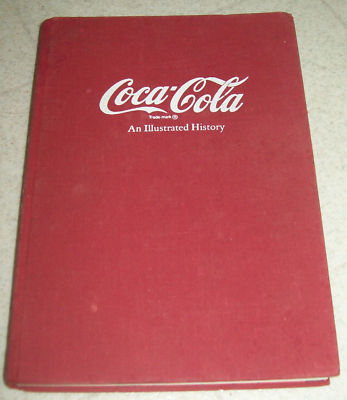 Coca-Cola
Trade-mark ®
An Illustrated History